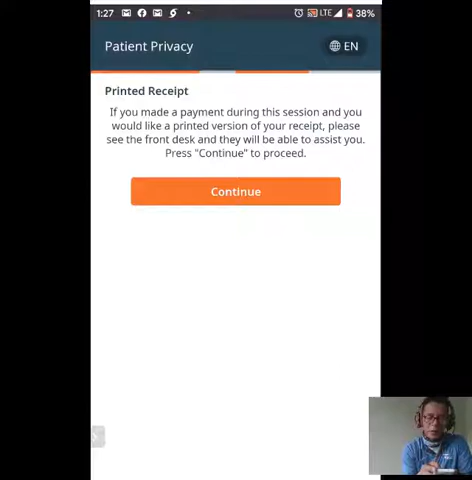 1:27 LTE 38%
Patient Privacy EN
Printed Receipt
If you made a payment during this session and you
would like a printed version of your receipt, please
see the front desk and they will be able to assist you.
Press "Continue" to proceed.
Continue